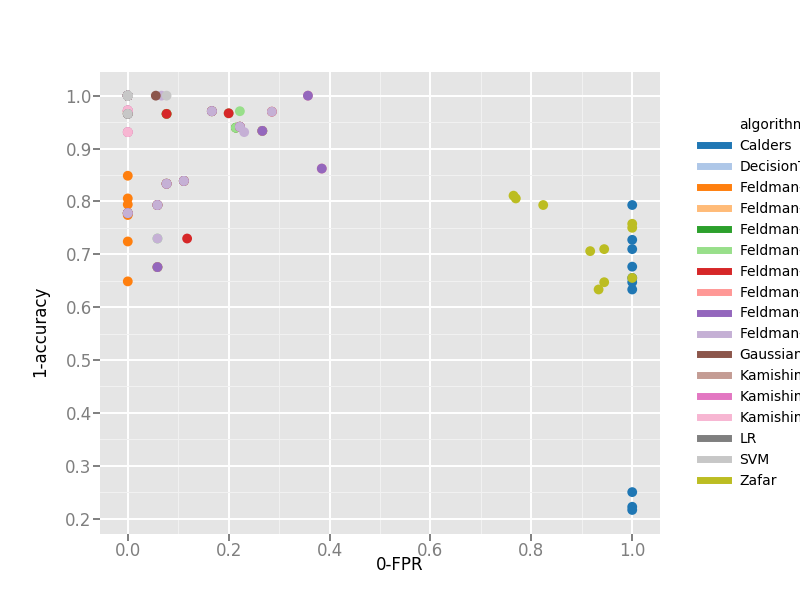 1.0
0.9
0.8
0.7
0.6
0.5
0.4
0.3
0.2
1-accuracy
0.0 0.2 0.4 0.6 0.8 1.0
0-FPR
algorithm
Calders
DecisionT
Feldman-
Feldman-
Feldman-
Feldman-
Feldman-
Feldman-
Feldman-
Feldman-
Gaussian
Kamishin
Kamishin
Kamishin
LR
SVM
Zafar